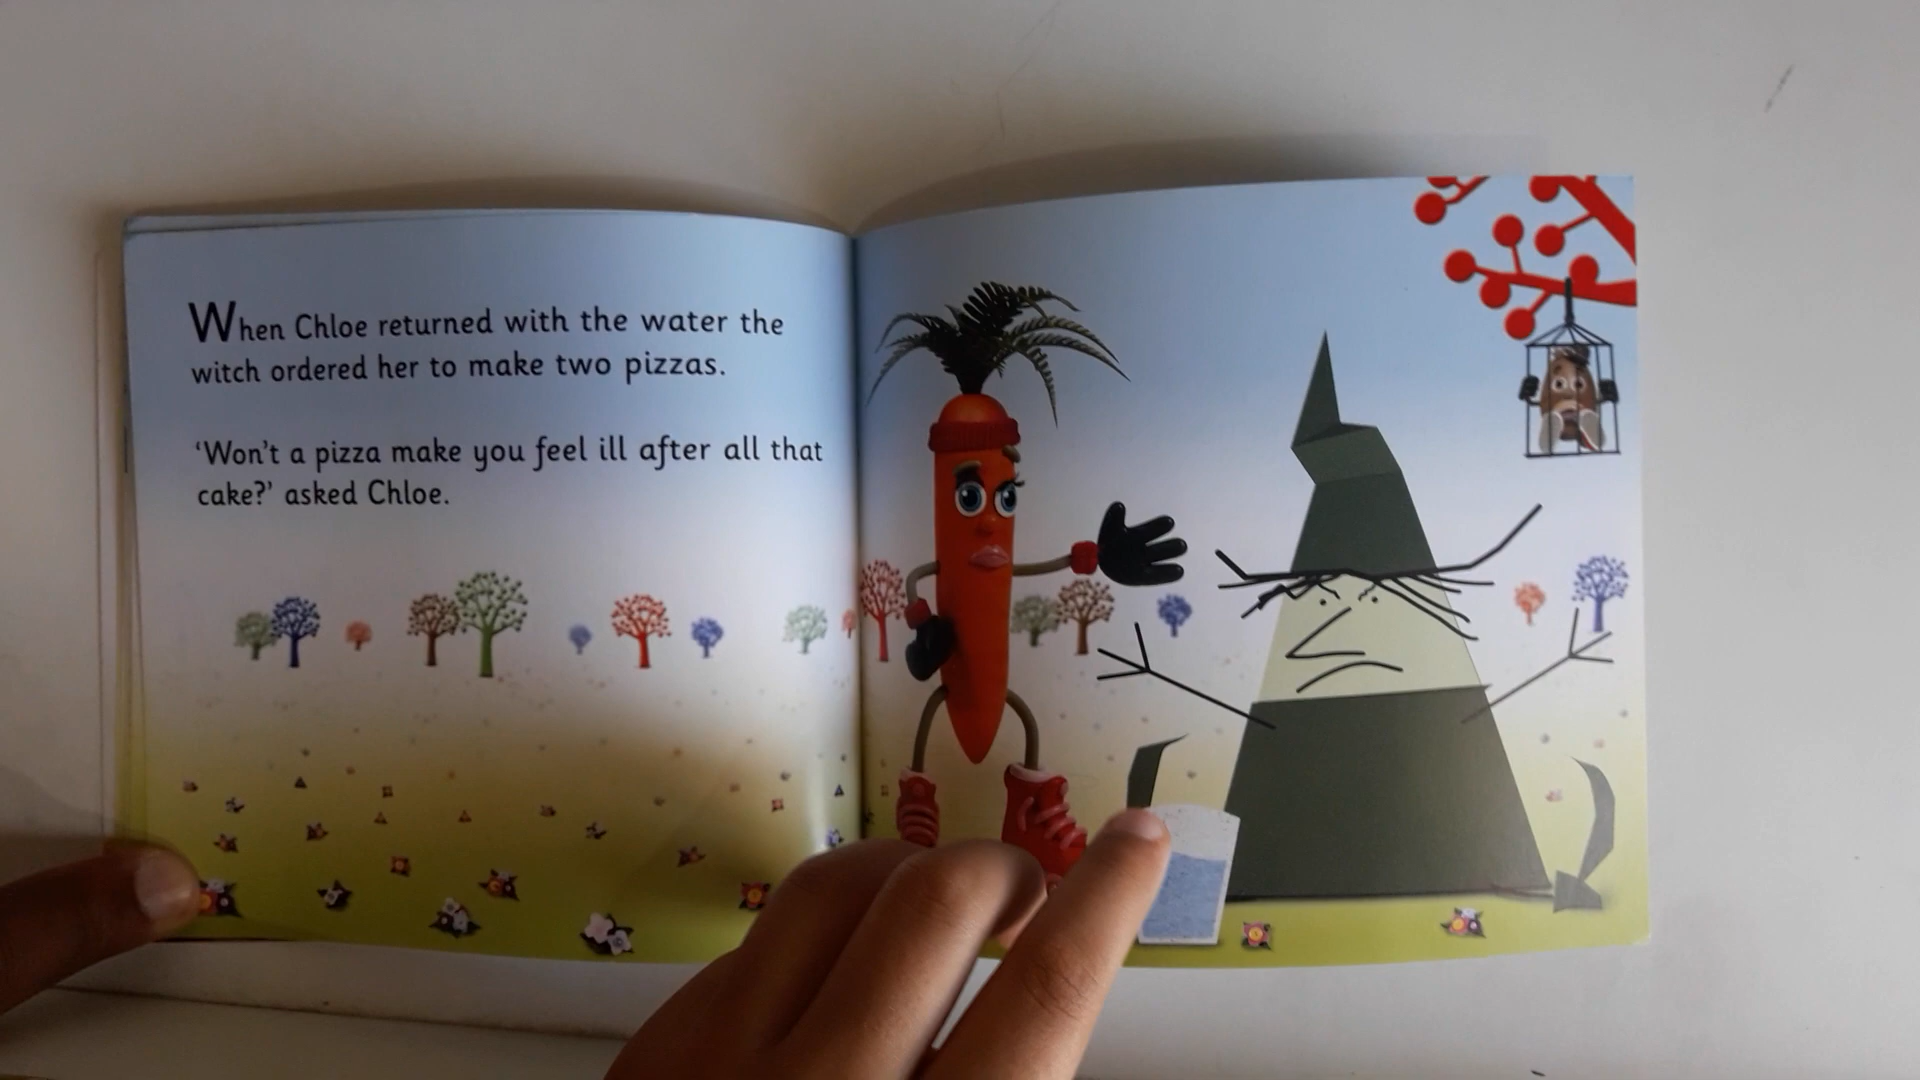 When Chloe returned with the water the
witch ordered her to make two pizzas.
‘Won’t a pizza make you feel ill after all that
cake?’ asked Chloe.